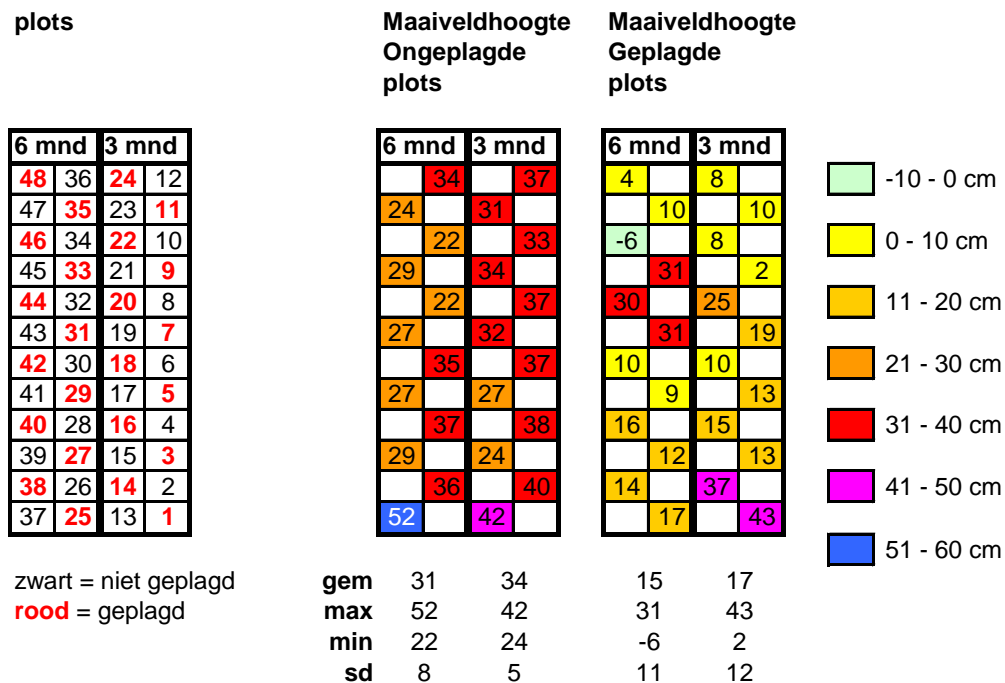 plots Maaiveldhoogte Maaiveldhoogte
Ongeplagde Geplagde
plots plots
6 mnd 3 mnd 6 mnd 3 mnd 6 mnd 3 mnd
48 36 24 12 34 37 4 8 -10 - 0 cm
47 35 23 11 24 31 10 10
46 34 22 10 22 33 -6 8 0 - 10 cm
45 33 21 9 29 34 31 2
44 32 20 8 22 37 30 25 11 - 20 cm
43 31 19 7 27 32 31 19
42 30 18 6 35 37 10 10 21 - 30 cm
41 29 17 5 27 27 9 13
40 28 16 4 37 38 16 15 31 - 40 cm
39 27 15 3 29 24 12 13
38 26 14 2 36 40 14 37 41 - 50 cm
37 25 13 1 52 42 17 43
51 - 60 cm
zwart = niet geplagd gem 31 34 15 17
rood = geplagd max 52 42 31 43
min 22 24 -6 2
sd 8 5 11 12